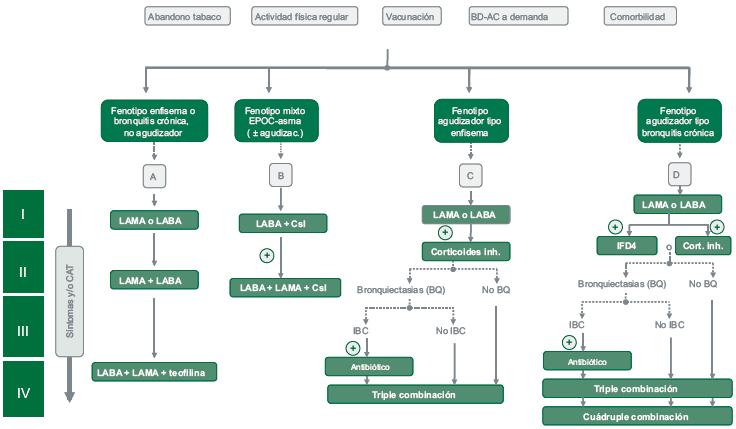 Abandono tabaco
Actividad física regular
Vacunación
BD-AC a demanda
Comorbilidad
Fenotipo enfisema o
bronquitis crónica,
no agudizador
Fenotipo mixto
EPOC-asma
( ± agudizac.)
Fenotipo
agudizador tipo
enfisema
Fenotipo
agudizador tipo
bronquitis crónica
A
B
C
D
I
II
III
IV
Síntomas y/o CAT
LAMA o LABA
LAMA + LABA
LABA + LAMA + teofilina
LABA + CsI
+
LABA + LAMA + CsI
LAMA o LABA
+
Corticoides inh.
Bronquiectasias (BQ)
No BQ
IBC
No IBC
+
Antibiótico
Triple combinación
LAMA o LABA
+
+
IFD4
o
Cort. inh.
Bronquiectasias (BQ)
No BQ
IBC
No IBC
+
Antibiótico
Triple combinación
Cuádruple combinación